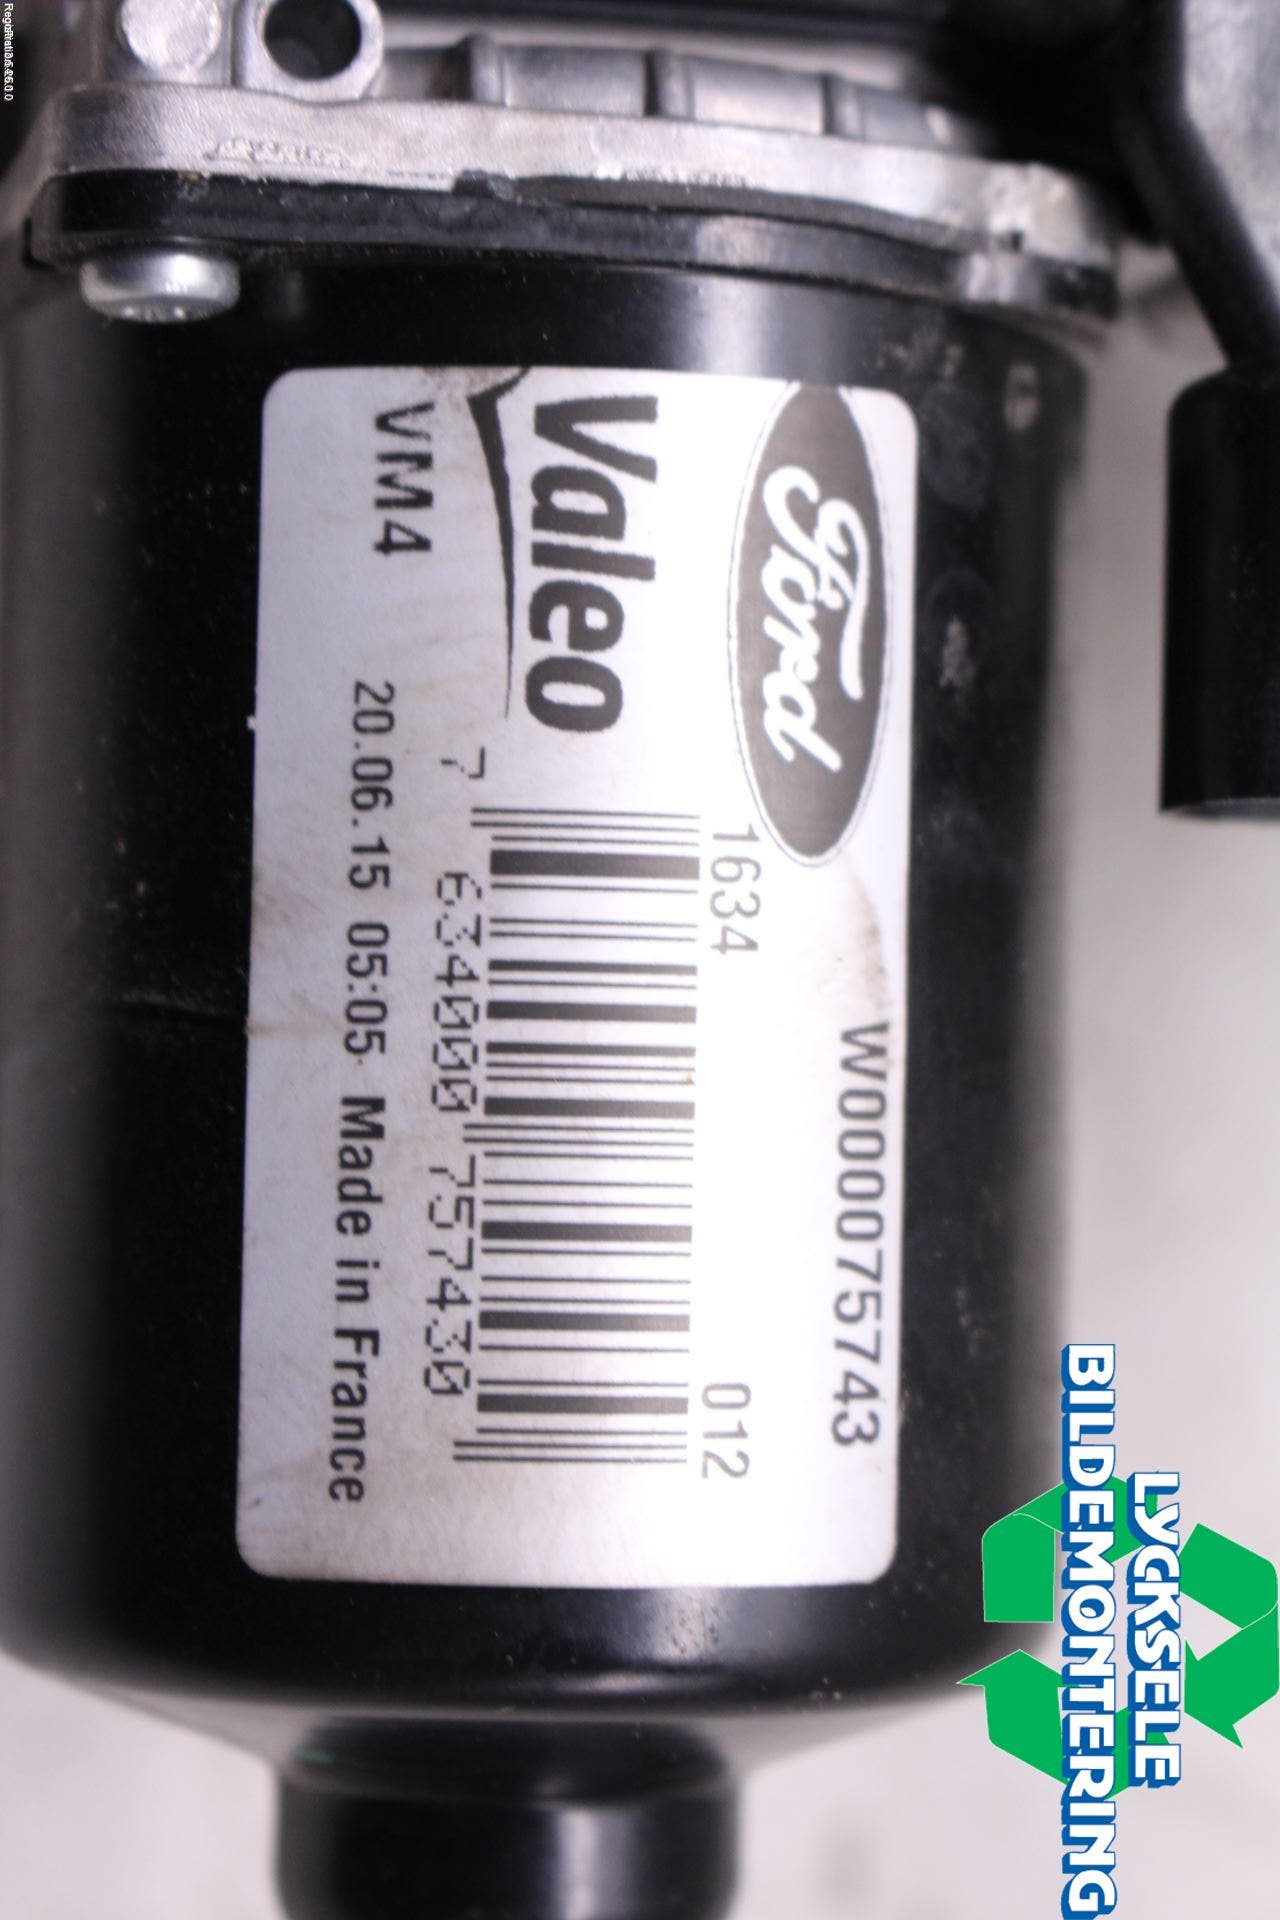 Ford
W000075743
1634
012
Valeo
7 634000 757430
VM4
20.06.15 05:05 Made in France
LYCKSELE
BILDEMONTERING